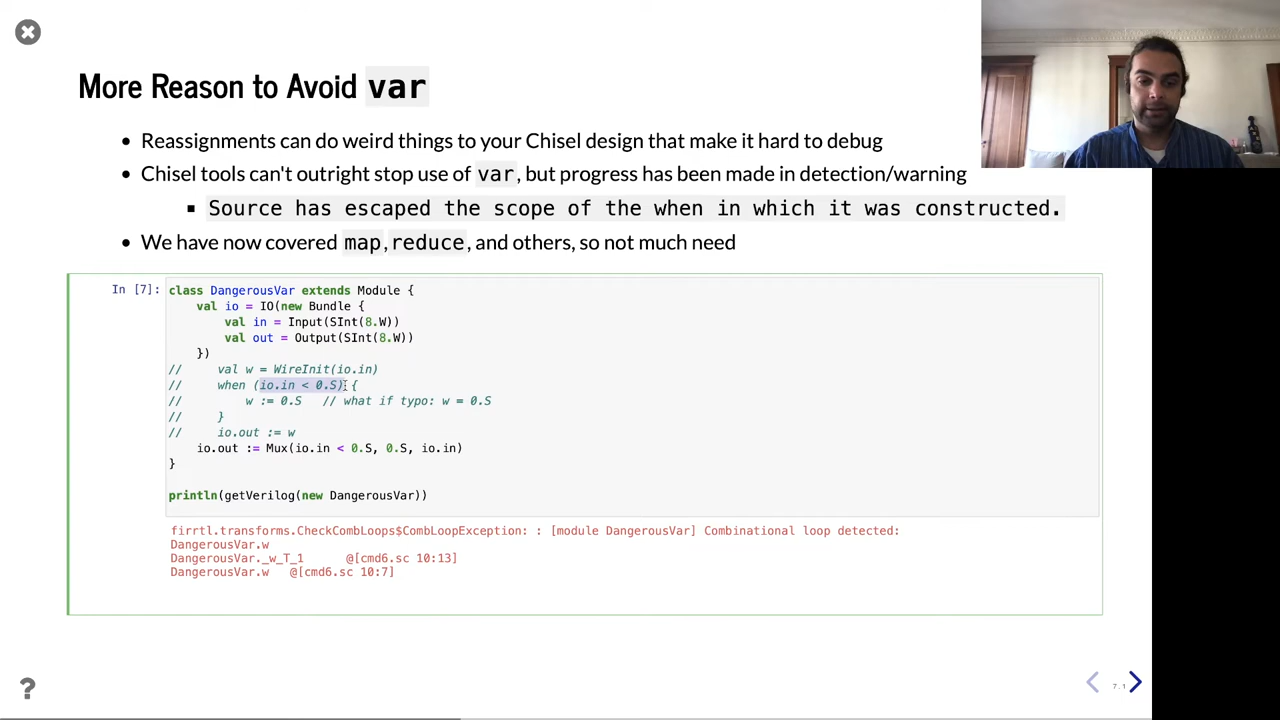 More Reason to Avoid var
• Reassignments can do weird things to your Chisel design that make it hard to debug
• Chisel tools can't outright stop use of var, but progress has been made in detection/warning
▪ Source has escaped the scope of the when in which it was constructed.
• We have now covered map, reduce, and others, so not much need
In [7]: class DangerousVar extends Module {
val io = IO(new Bundle {
val in = Input(SInt(8.W))
val out = Output(SInt(8.W))
})
// val w = WireInit(io.in)
// when (io.in < 0.S) {
// w := 0.S // what if typo: w = 0.S
// }
// io.out := w
io.out := Mux(io.in < 0.S, 0.S, io.in)
}
println(getVerilog(new DangerousVar))
firrtl.transforms.CheckCombLoops$CombLoopException: : [module DangerousVar] Combinational loop detected:
DangerousVar.w
DangerousVar._w_T_1 @[cmd6.sc 10:13]
DangerousVar.w @[cmd6.sc 10:7]
?
7.1